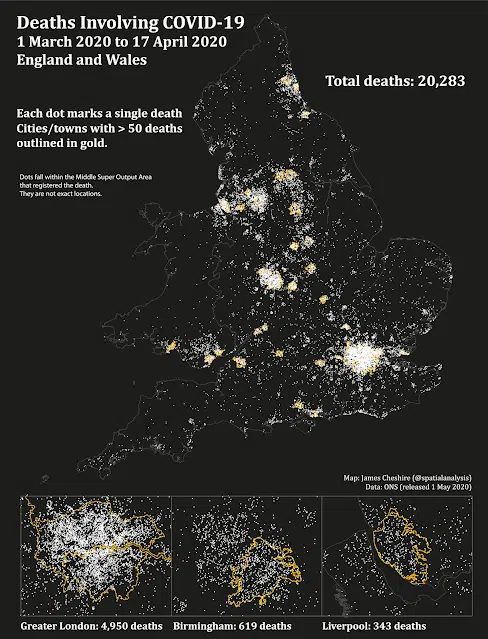 Deaths Involving COVID-19
1 March 2020 to 17 April 2020
England and Wales
Total deaths: 20,283
Each dot marks a single death
Cities/towns with > 50 deaths
outlined in gold.
Dots fall within the Middle Super Output Area
that registered the death.
They are not exact locations.
Map: James Cheshire (@spatialanalysis)
Data: ONS (released 1 May 2020)
Greater London: 4,950 deaths
Birmingham: 619 deaths
Liverpool: 343 deaths